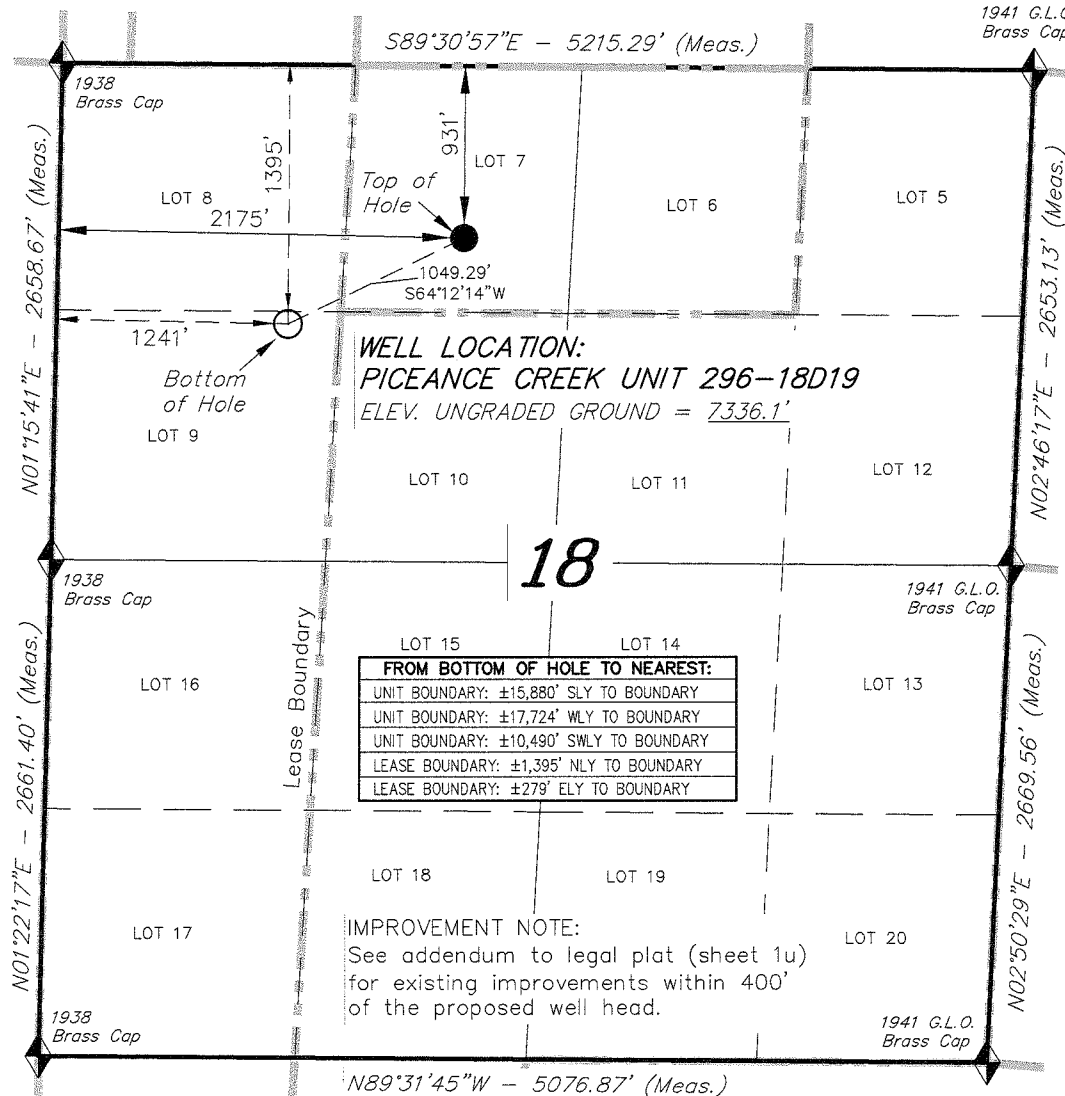 1941 G.L.O.
Brass Cap
S89°30'57"E - 5215.29' (Meas.)
1938
Brass Cap
N01°15'41"E - 2658.67' (Meas.)
1395'
931'
LOT 7
LOT 8
Top of
Hole
LOT 6
LOT 5
2175'
1049.29'
S64°12'14"W
N02°46'17"E - 2653.13' (Meas.)
1241'
Bottom
of Hole
WELL LOCATION:
PICEANCE CREEK UNIT 296-18D19
ELEV. UNGRADED GROUND = 7336.1'
LOT 9
LOT 10
LOT 11
LOT 12
18
1938
Brass Cap
1941 G.L.O.
Brass Cap
Lease Boundary
LOT 15
LOT 14
LOT 16
LOT 13
FROM BOTTOM OF HOLE TO NEAREST:
UNIT BOUNDARY: ±15,880' SLY TO BOUNDARY
UNIT BOUNDARY: ±17,724' WLY TO BOUNDARY
UNIT BOUNDARY: ±10,490' SWLY TO BOUNDARY
LEASE BOUNDARY: ±1,395' NLY TO BOUNDARY
LEASE BOUNDARY: ±279' ELY TO BOUNDARY
N01°22'17"E - 2661.40' (Meas.)
N02°50'29"E - 2669.56' (Meas.)
LOT 18
LOT 19
LOT 17
LOT 20
IMPROVEMENT NOTE:
See addendum to legal plat (sheet 1u)
for existing improvements within 400'
of the proposed well head.
1938
Brass Cap
1941 G.L.O.
Brass Cap
N89°31'45"W - 5076.87' (Meas.)